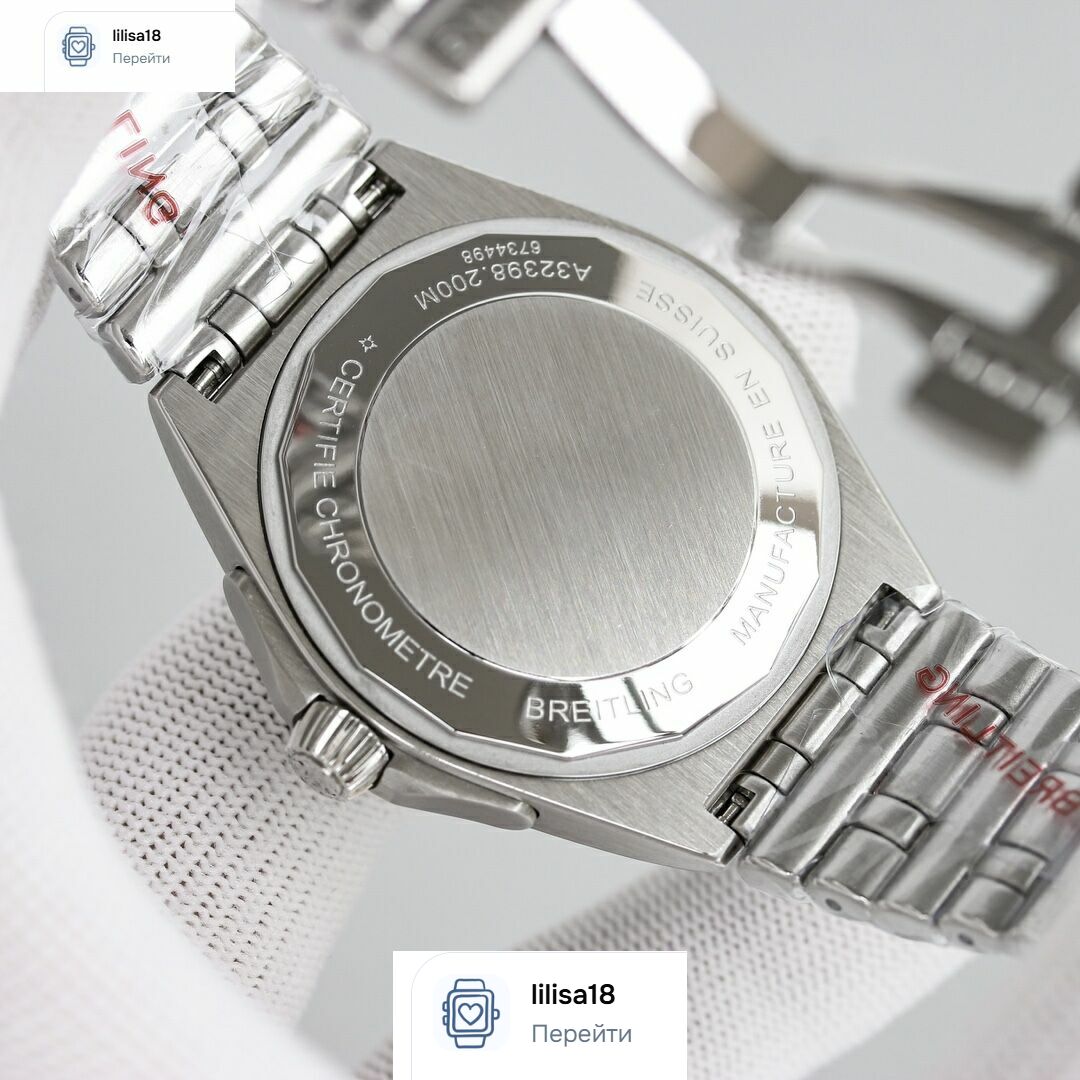 lilisa18
Перейти
BREITLING
6734498
A32398.200M
MANUFACTURE EN SUISSE
CERTIFIE CHRONOMETRE
BREITLING
lilisa18
Перейти